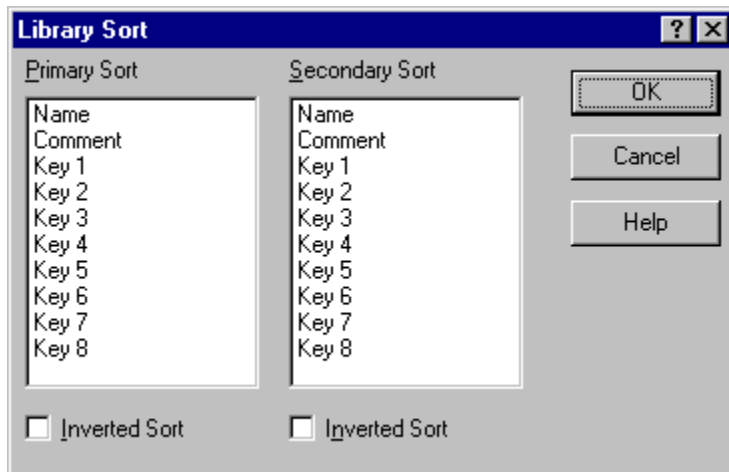 Library Sort
Primary Sort
Name
Comment
Key 1
Key 2
Key 3
Key 4
Key 5
Key 6
Key 7
Key 8
Inverted Sort
Secondary Sort
Name
Comment
Key 1
Key 2
Key 3
Key 4
Key 5
Key 6
Key 7
Key 8
Inverted Sort
OK
Cancel
Help